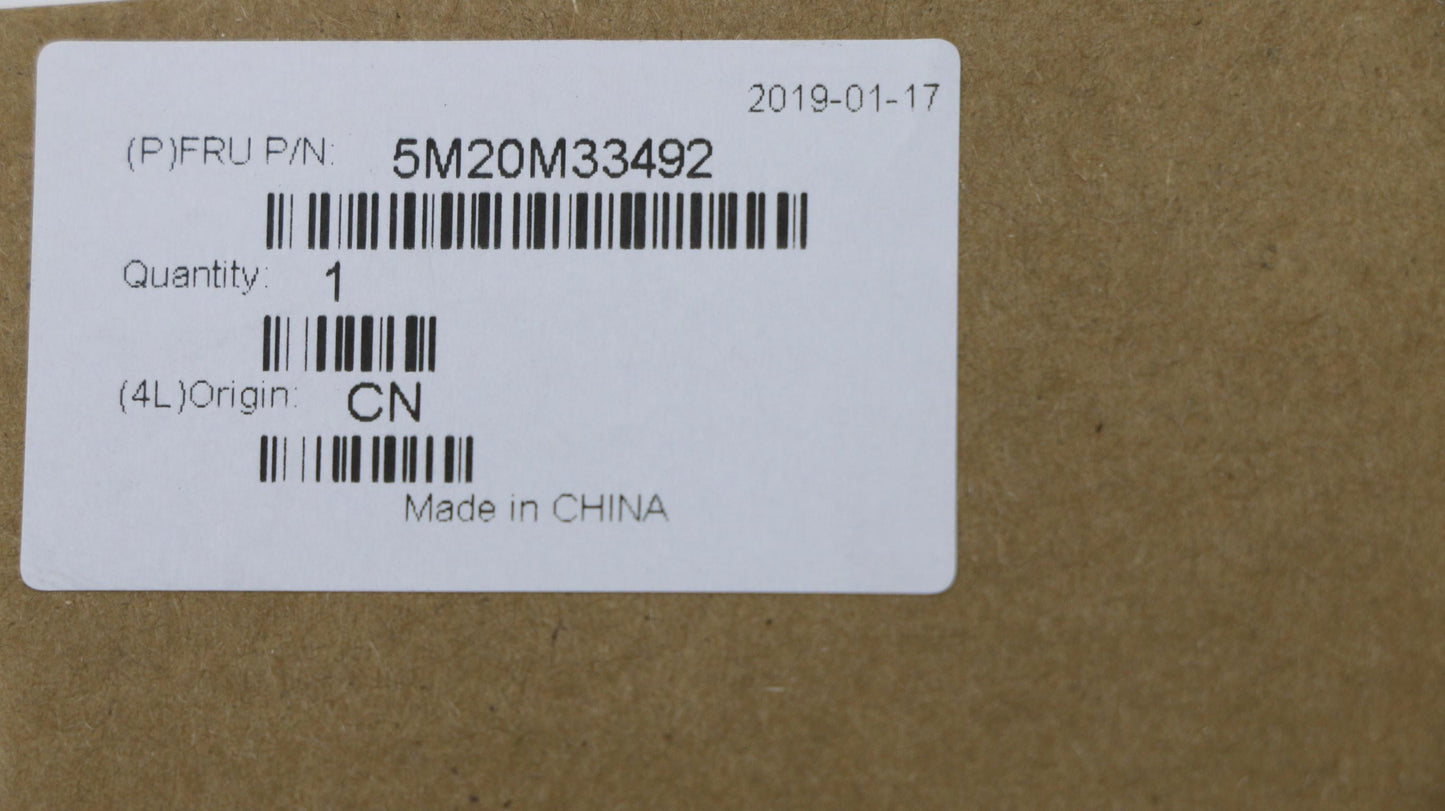 2019-01-17
(P)FRU P/N: 5M20M33492
Quantity: 1
(4L)Origin: CN
Made in CHINA